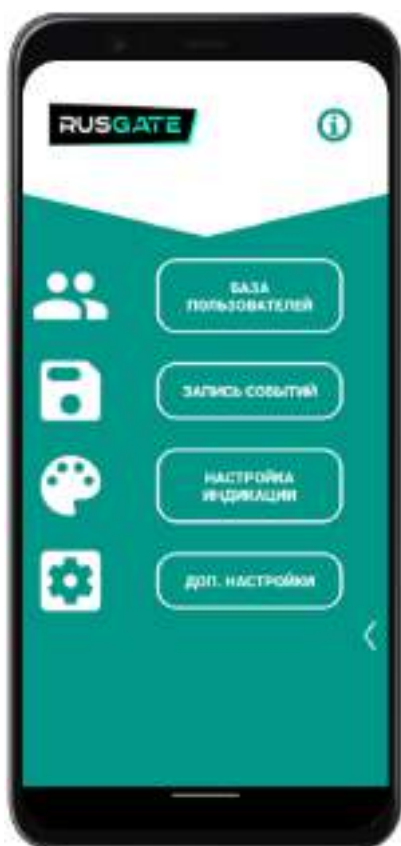 RUSGATE
БАЗА
ПОЛЬЗОВАТЕЛЕЙ
ЗАПИСЬ СОБЫТИЙ
НАСТРОЙКА
ИНДИКАЦИИ
ДОП. НАСТРОЙКИ